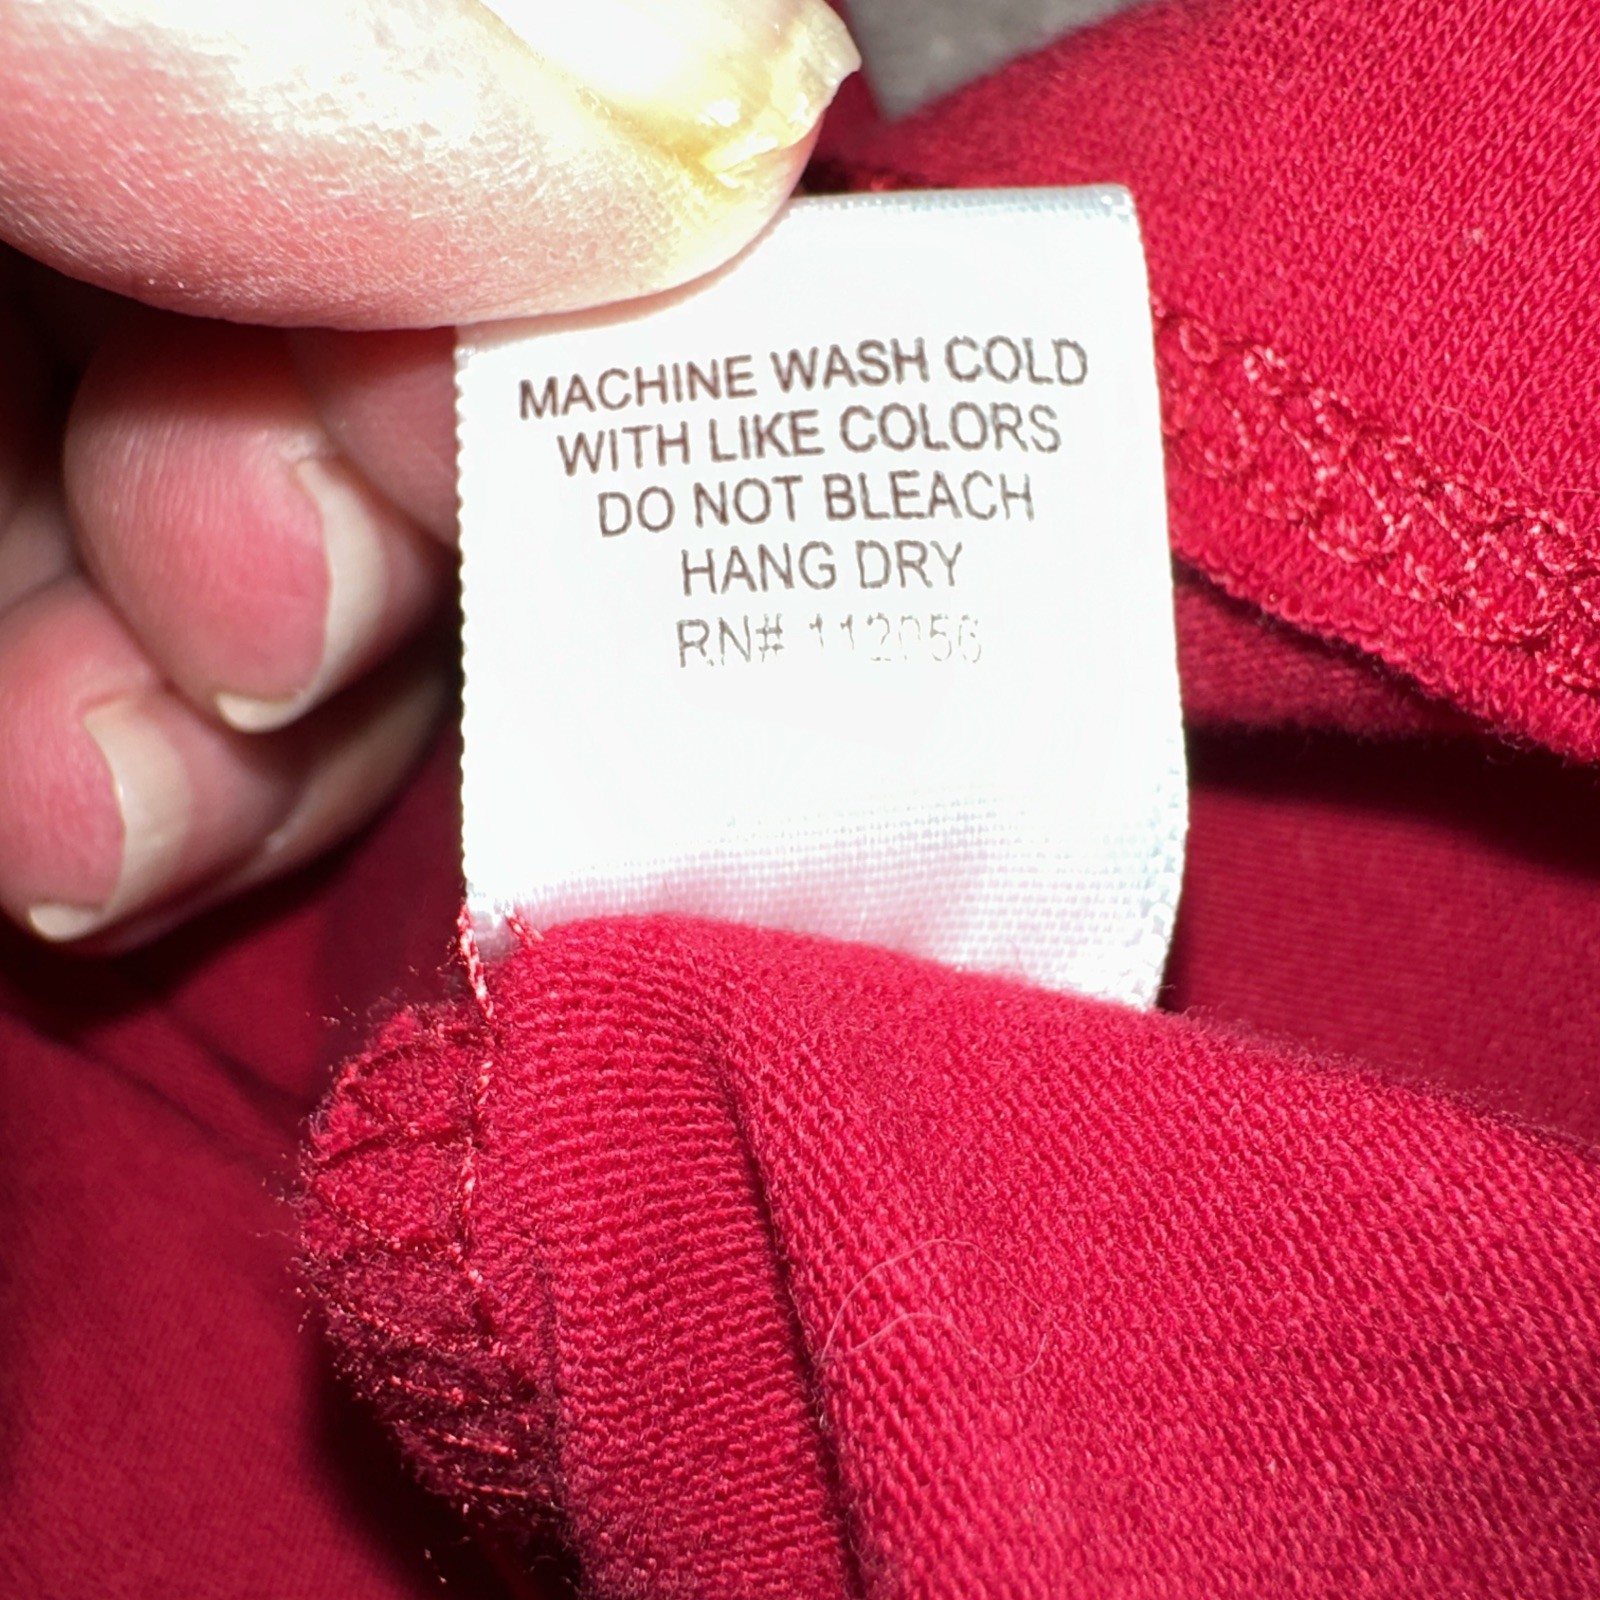 MACHINE WASH COLD
WITH LIKE COLORS
DO NOT BLEACH
HANG DRY
RN# 112056